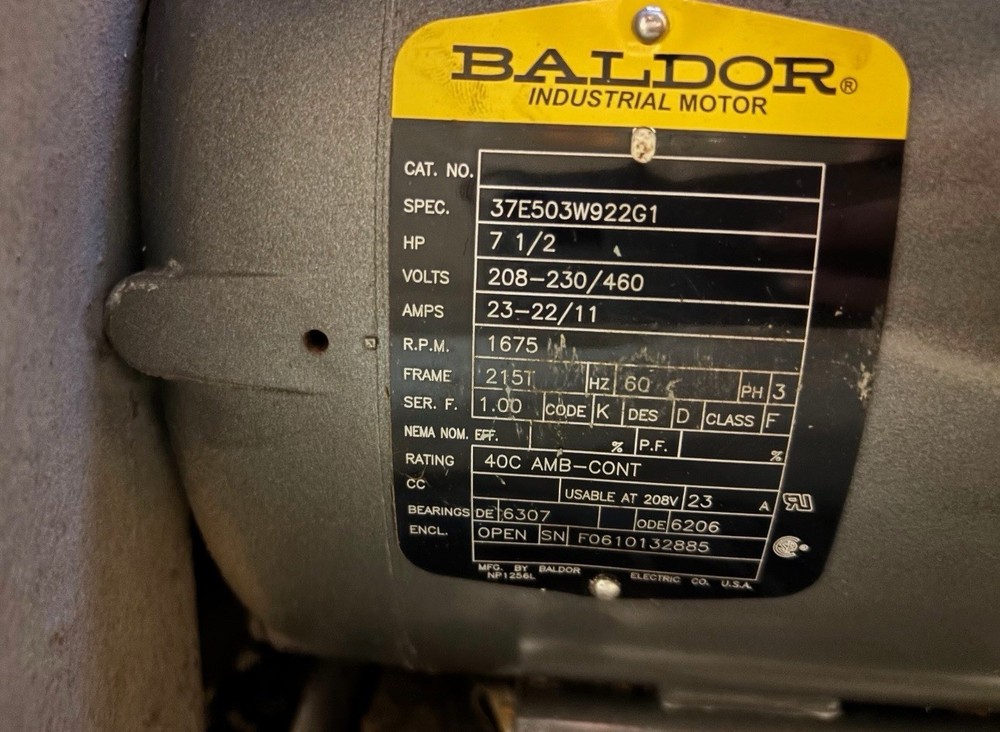 BALDOR®
INDUSTRIAL MOTOR
CAT. NO.
SPEC. 37E503W922G1
HP 7 1/2
VOLTS 208-230/460
AMPS 23-22/11
R.P.M. 1675
FRAME 215T HZ 60 PH 3
SER. F. 1.00 CODE K DES D CLASS F
NEMA NOM. EFF. % P.F. %
RATING 40C AMB-CONT
CC USABLE AT 208V 23 A
BEARINGS DE 6307 ODE 6206
ENCL. OPEN SN F0610132885
MFG. BY BALDOR ELECTRIC CO. U.S.A.
NP1256L